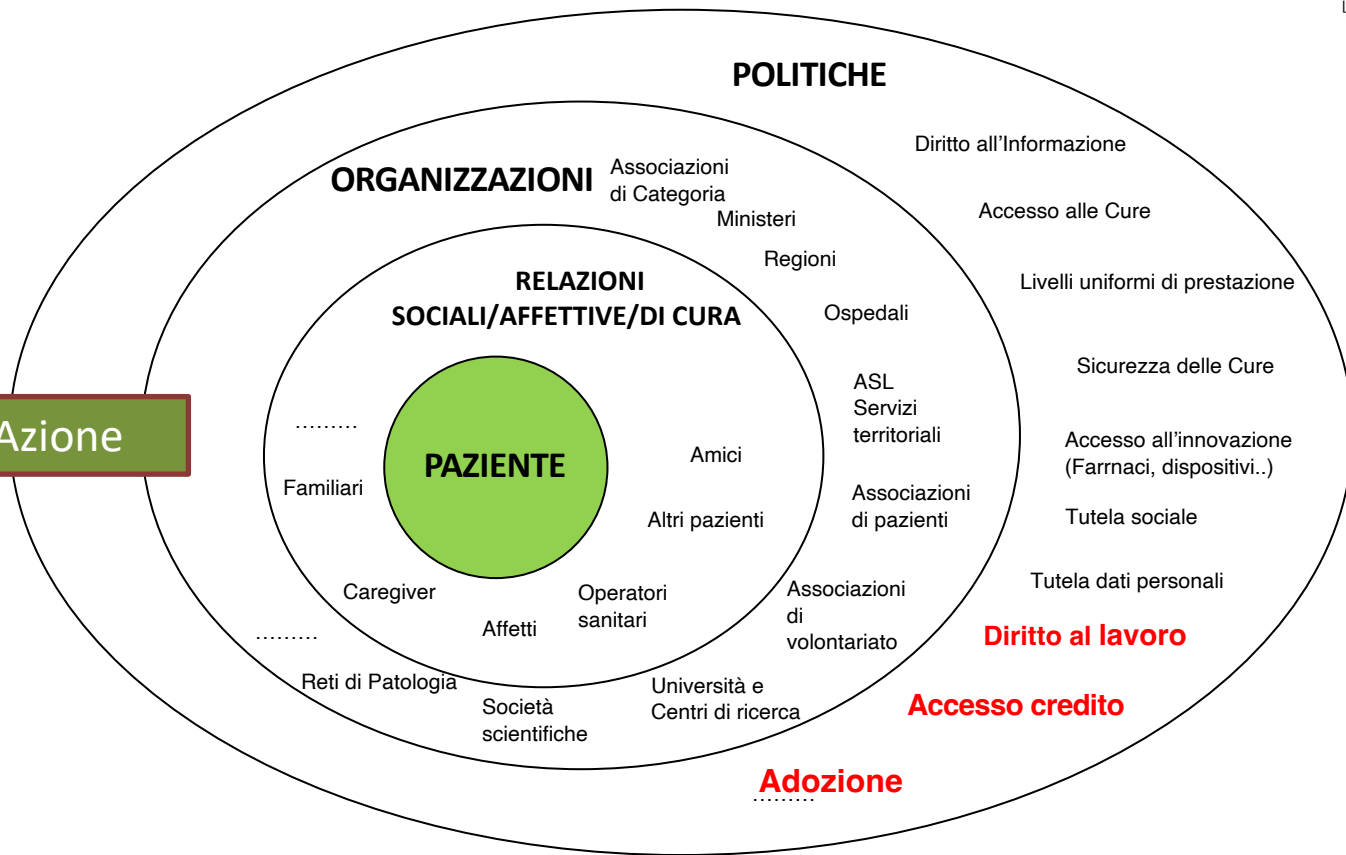 POLITICHE
Diritto all’Informazione
Accesso alle Cure
Livelli uniformi di prestazione
Sicurezza delle Cure
Accesso all’innovazione
(Farrnaci, dispositivi..)
Tutela sociale
Tutela dati personali
Diritto al lavoro
Accesso credito
Adozione
.........
ORGANIZZAZIONI
Associazioni
di Categoria
Ministeri
Regioni
Ospedali
ASL
Servizi
territoriali
Associazioni
di pazienti
Associazioni
di
volontariato
Università e
Centri di ricerca
Società
scientifiche
Reti di Patologia
.........
RELAZIONI
SOCIALI/AFFETTIVE/DI CURA
Amici
Altri pazienti
Operatori
sanitari
Affetti
Caregiver
Familiari
.........
PAZIENTE
Azione